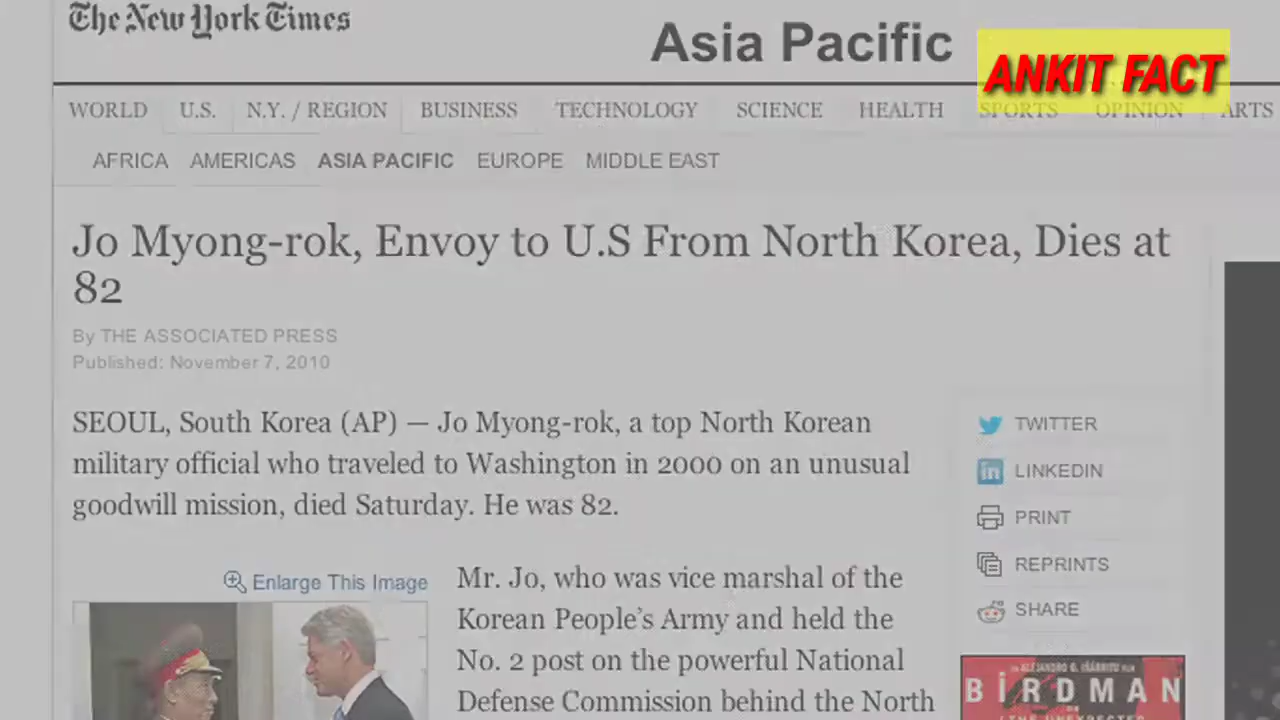 The New York Times
Asia Pacific
ANKIT FACT
WORLD U.S. N.Y. / REGION BUSINESS TECHNOLOGY SCIENCE HEALTH SPORTS OPINION ARTS
AFRICA AMERICAS ASIA PACIFIC EUROPE MIDDLE EAST
Jo Myong-rok, Envoy to U.S From North Korea, Dies at
82
By THE ASSOCIATED PRESS
Published: November 7, 2010
SEOUL, South Korea (AP) — Jo Myong-rok, a top North Korean
military official who traveled to Washington in 2000 on an unusual
goodwill mission, died Saturday. He was 82.
Enlarge This Image
Mr. Jo, who was vice marshal of the
Korean People's Army and held the
No. 2 post on the powerful National
Defense Commission behind the North
TWITTER
LINKEDIN
PRINT
REPRINTS
SHARE
BIRDMAN